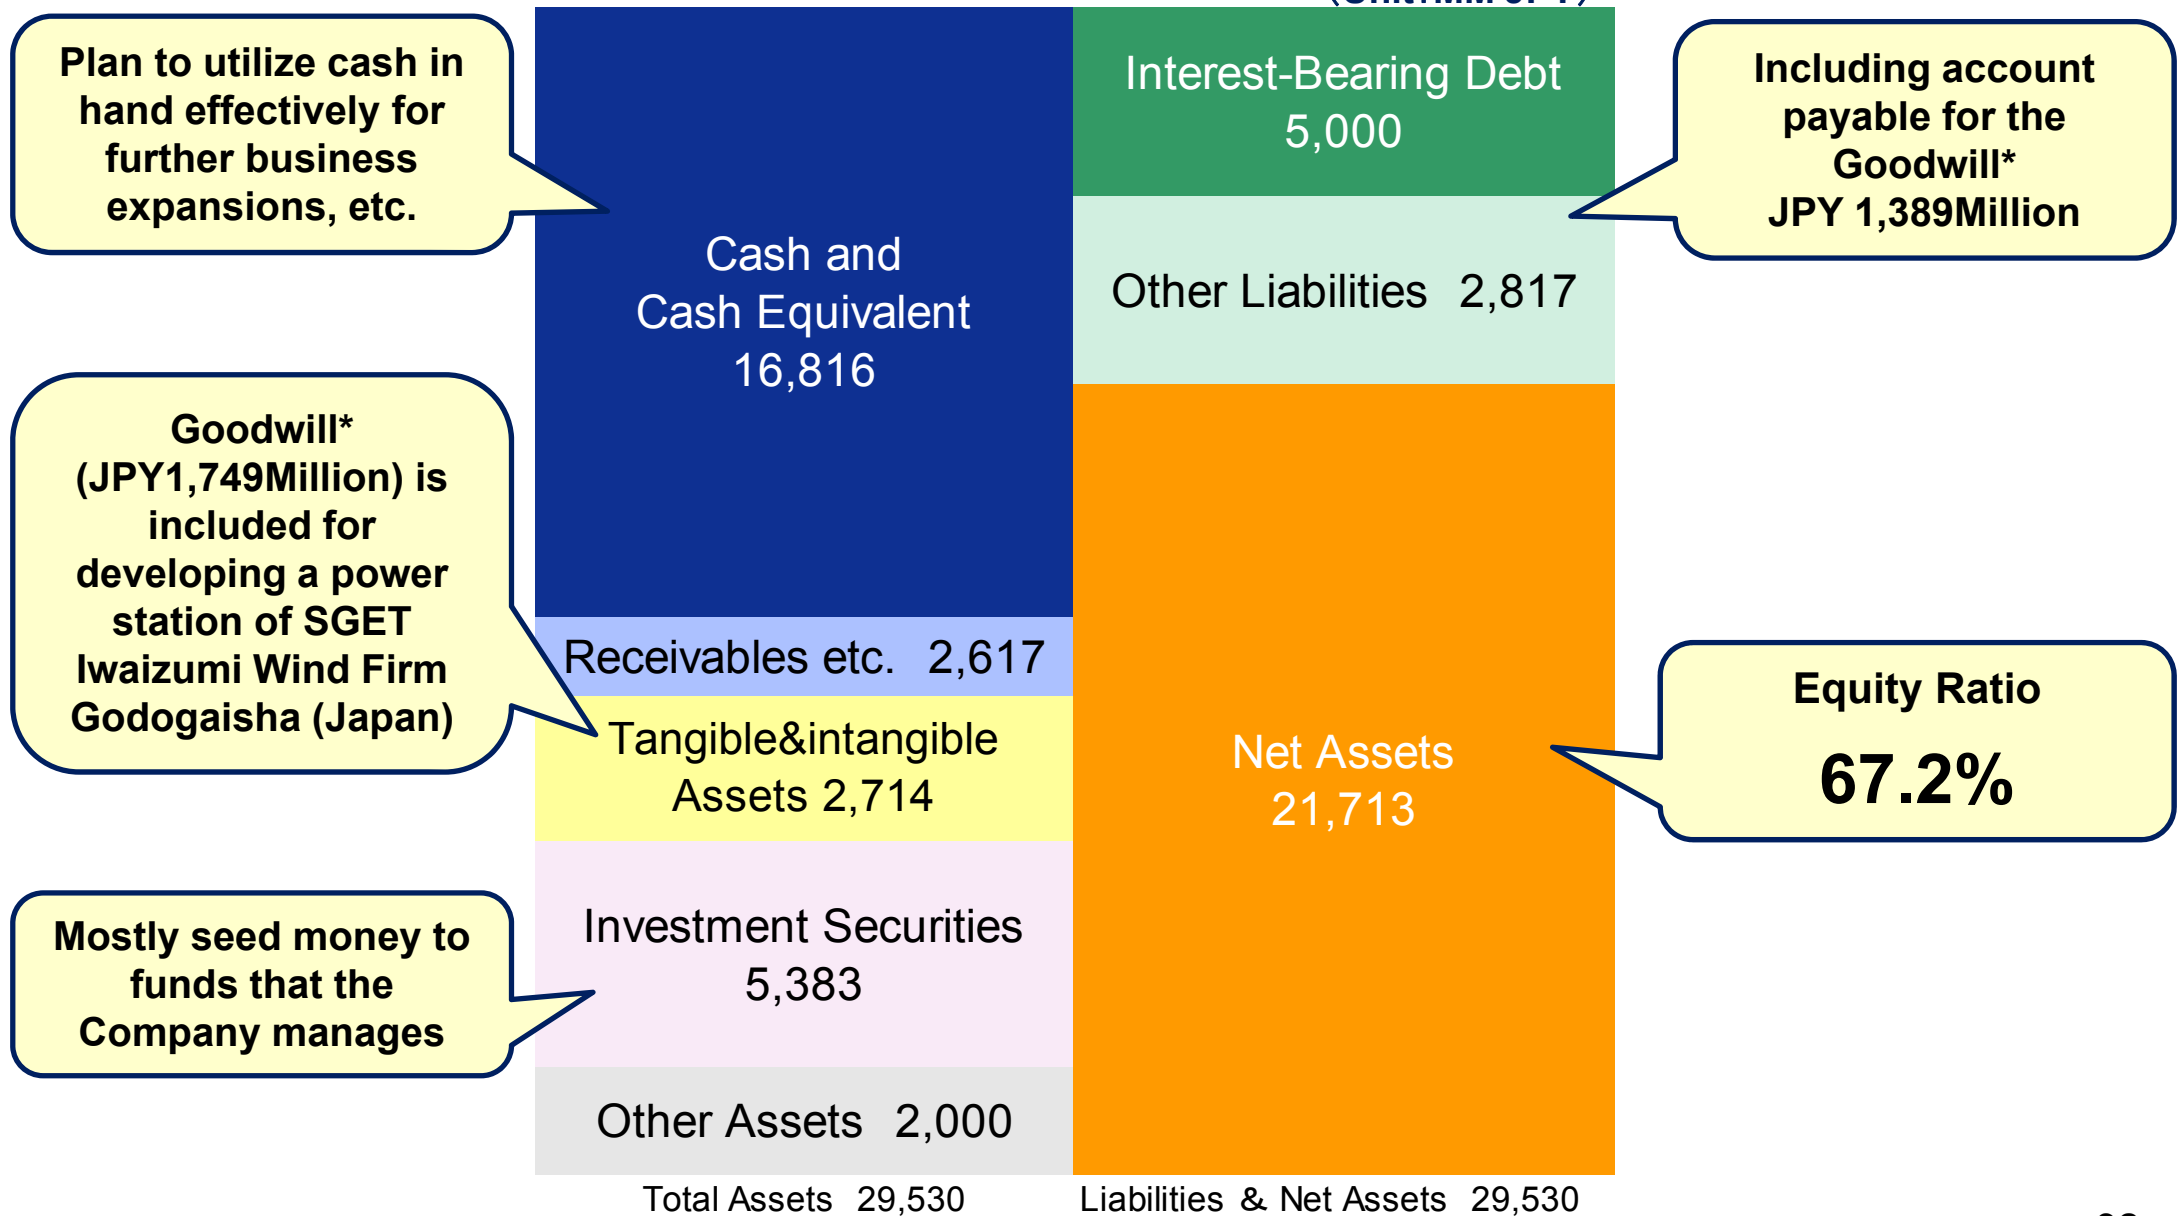 Plan to utilize cash in
hand effectively for
further business
expansions, etc.
Goodwill*
(JPY1,749Million) is
included for
developing a power
station of SGET
Iwaizumi Wind Firm
Godogaisha (Japan)
Mostly seed money to
funds that the
Company manages
Cash and
Cash Equivalent
16,816
Receivables etc. 2,617
Tangible&intangible
Assets 2,714
Investment Securities
5,383
Other Assets 2,000
Total Assets 29,530
Interest-Bearing Debt
5,000
Other Liabilities 2,817
Net Assets
21,713
Liabilities & Net Assets 29,530
Including account
payable for the
Goodwill*
JPY 1,389Million
Equity Ratio
67.2%